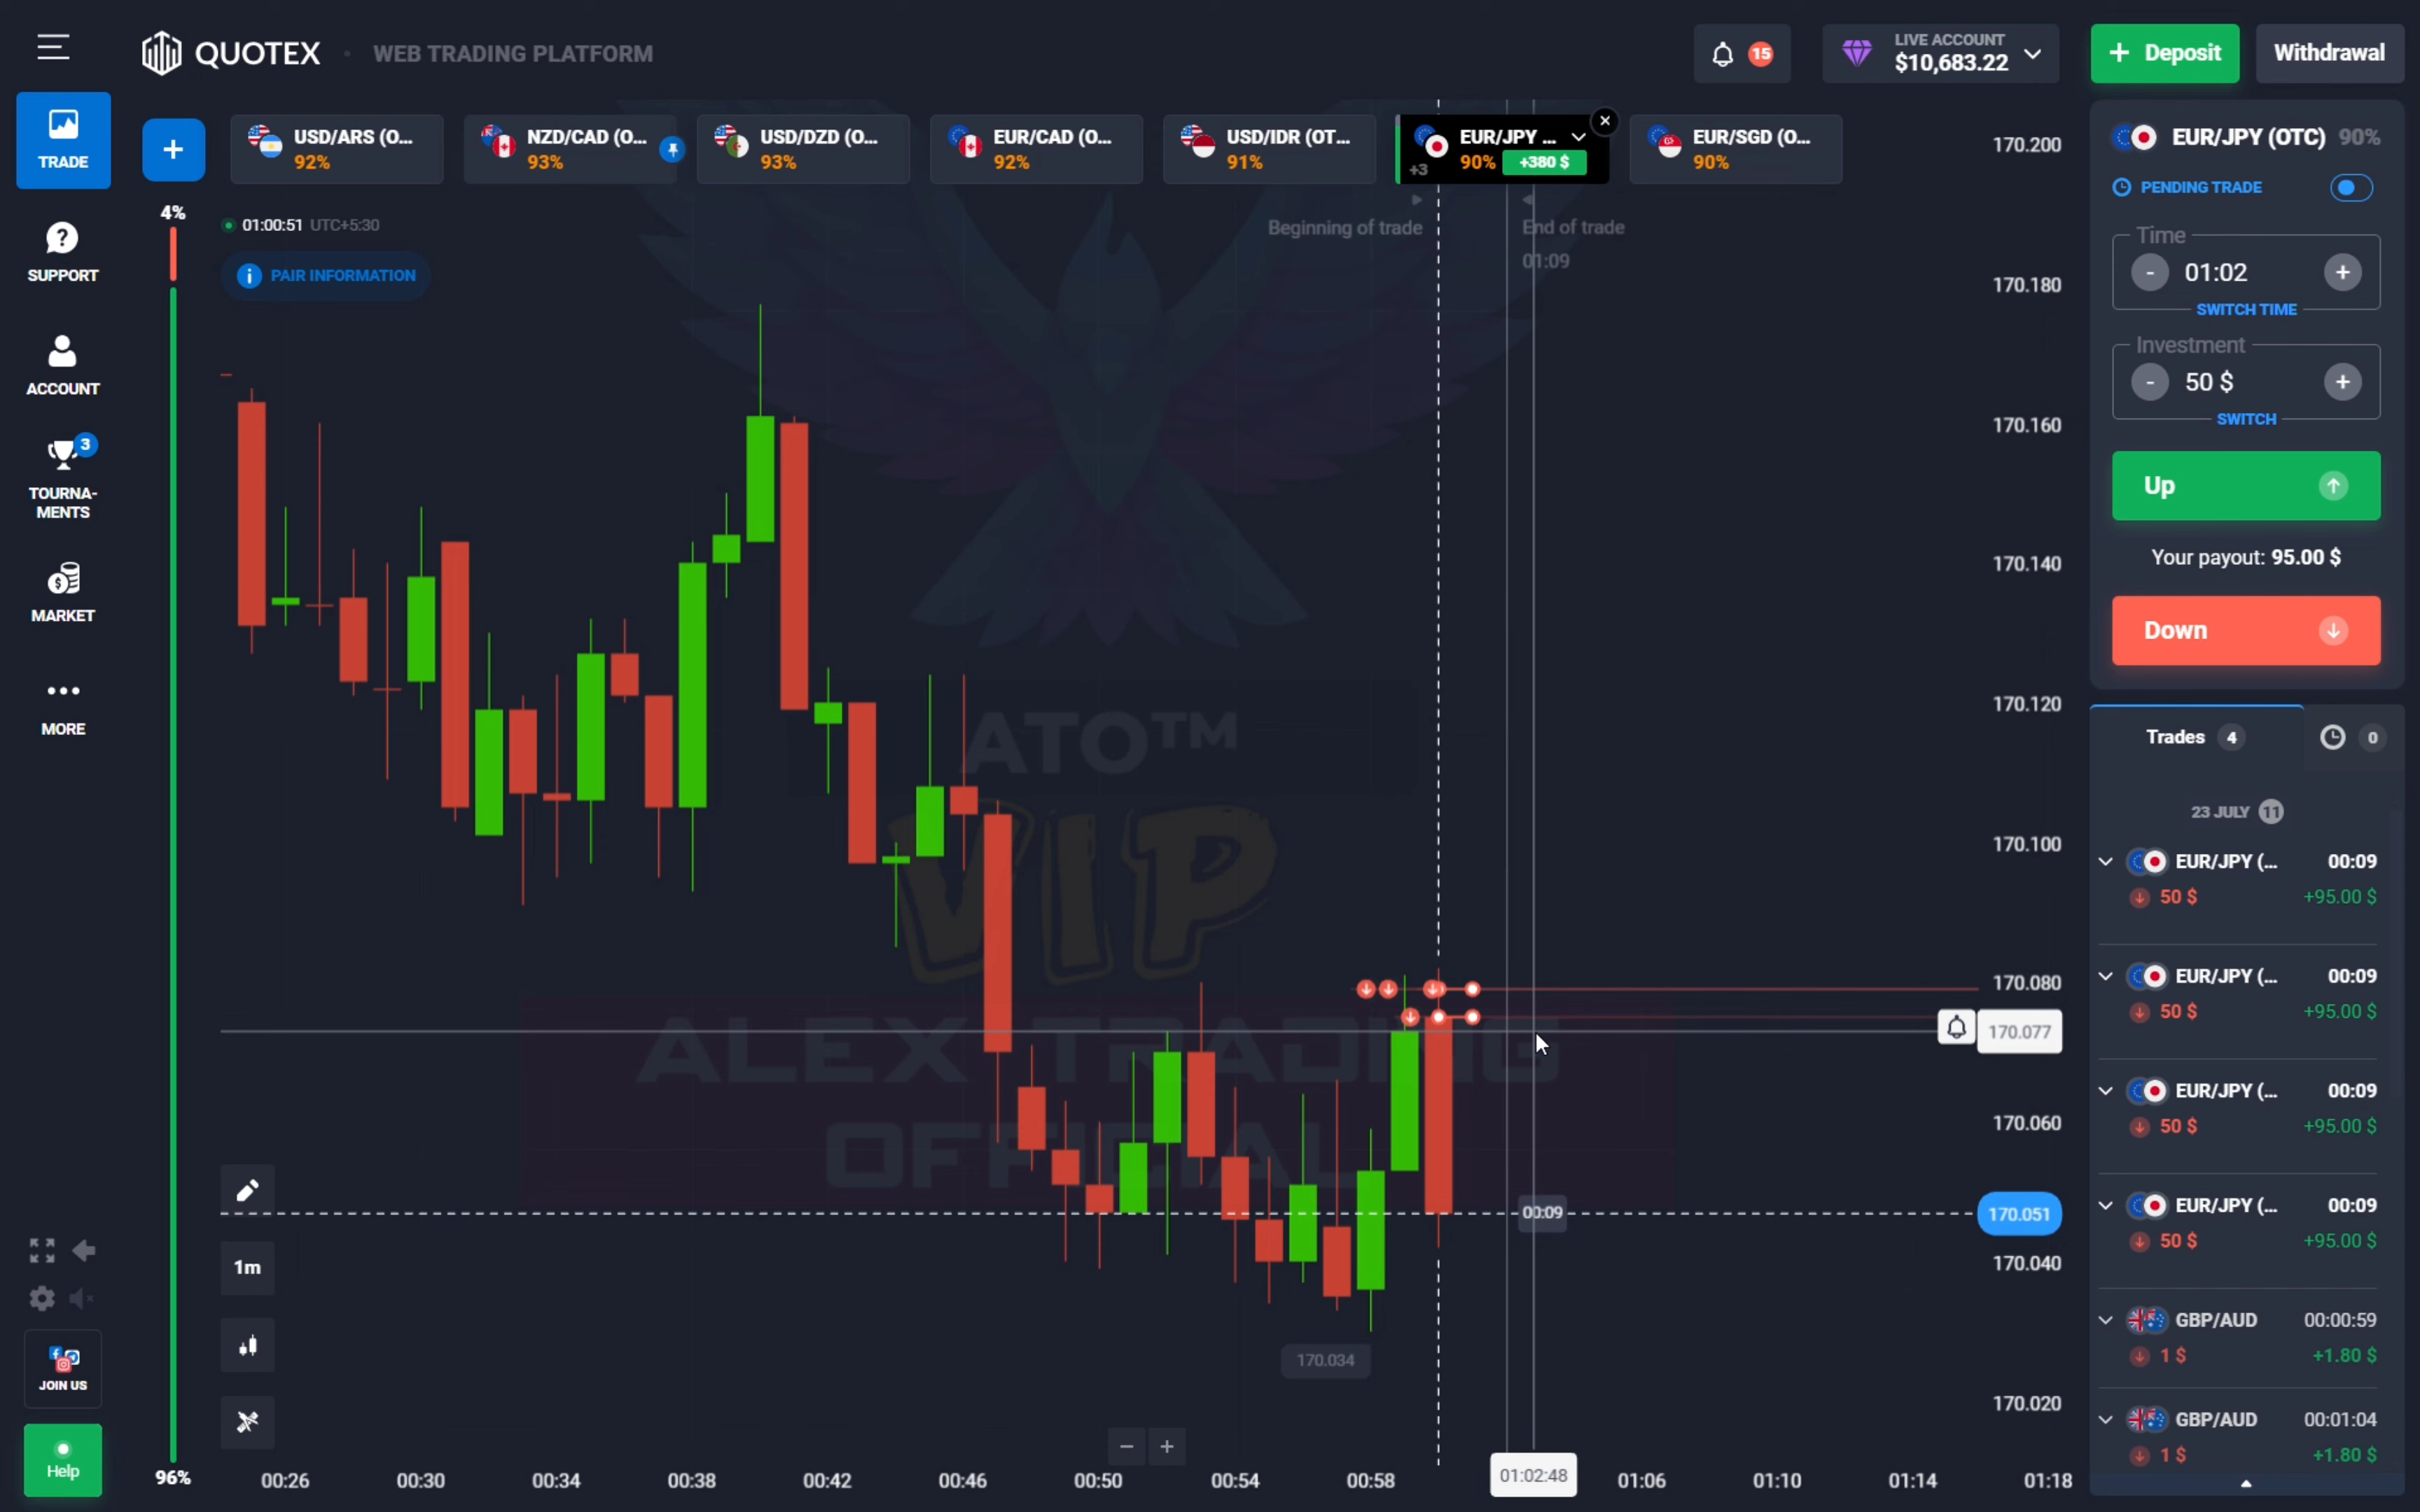 QUOTEX • WEB TRADING PLATFORM
15
LIVE ACCOUNT
$10,683.22
+ Deposit
Withdrawal
TRADE
SUPPORT
ACCOUNT
3
TOURNA-
MENTS
MARKET
MORE
JOIN US
Help
+
USD/ARS (O...
92%
NZD/CAD (O...
93%
USD/DZD (O...
93%
EUR/CAD (O...
92%
USD/IDR (OT...
91%
EUR/JPY ...
+3 90% +380 $
EUR/SGD (O...
90%
4%
96%
01:00:51 UTC+5:30
PAIR INFORMATION
Beginning of trade
End of trade
01:09
ATO™
VIP
ALEX TRADING
OFFICIAL
170.200
170.180
170.160
170.140
170.120
170.100
170.080
170.077
170.060
170.051
170.040
170.020
00:09
170.034
1m
− +
00:26 00:30 00:34 00:38 00:42 00:46 00:50 00:54 00:58 01:02:48 01:06 01:10 01:14 01:18
EUR/JPY (OTC) 90%
PENDING TRADE
Time
- 01:02 +
SWITCH TIME
Investment
- 50 $ +
SWITCH
Up
Your payout: 95.00 $
Down
Trades 4
0
23 JULY 11
EUR/JPY (... 00:09
50 $ +95.00 $
EUR/JPY (... 00:09
50 $ +95.00 $
EUR/JPY (... 00:09
50 $ +95.00 $
EUR/JPY (... 00:09
50 $ +95.00 $
GBP/AUD 00:00:59
1 $ +1.80 $
GBP/AUD 00:01:04
1 $ +1.80 $